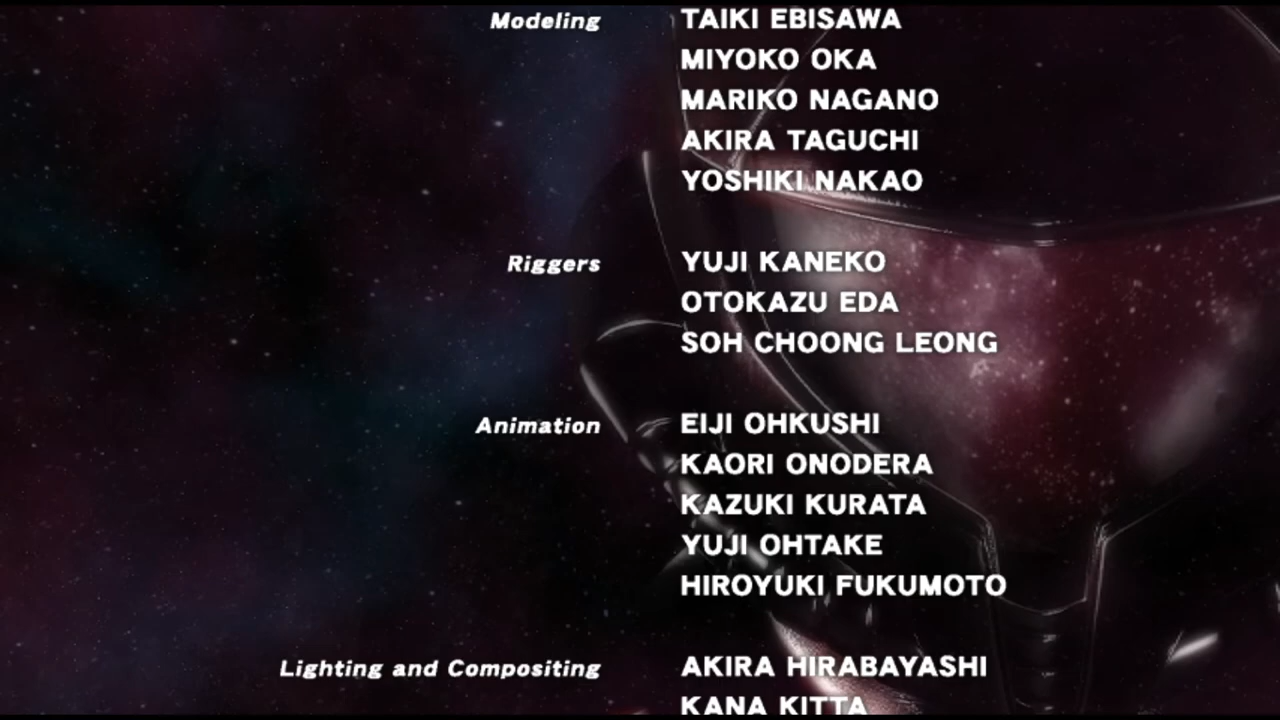 Modeling TAIKI EBISAWA
MIYOKO OKA
MARIKO NAGANO
AKIRA TAGUCHI
YOSHIKI NAKAO
Riggers YUJI KANEKO
OTOKAZU EDA
SOH CHOONG LEONG
Animation EIJI OHKUSHI
KAORI ONODERA
KAZUKI KURATA
YUJI OHTAKE
HIROYUKI FUKUMOTO
Lighting and Compositing AKIRA HIRABAYASHI
KANA KITTA